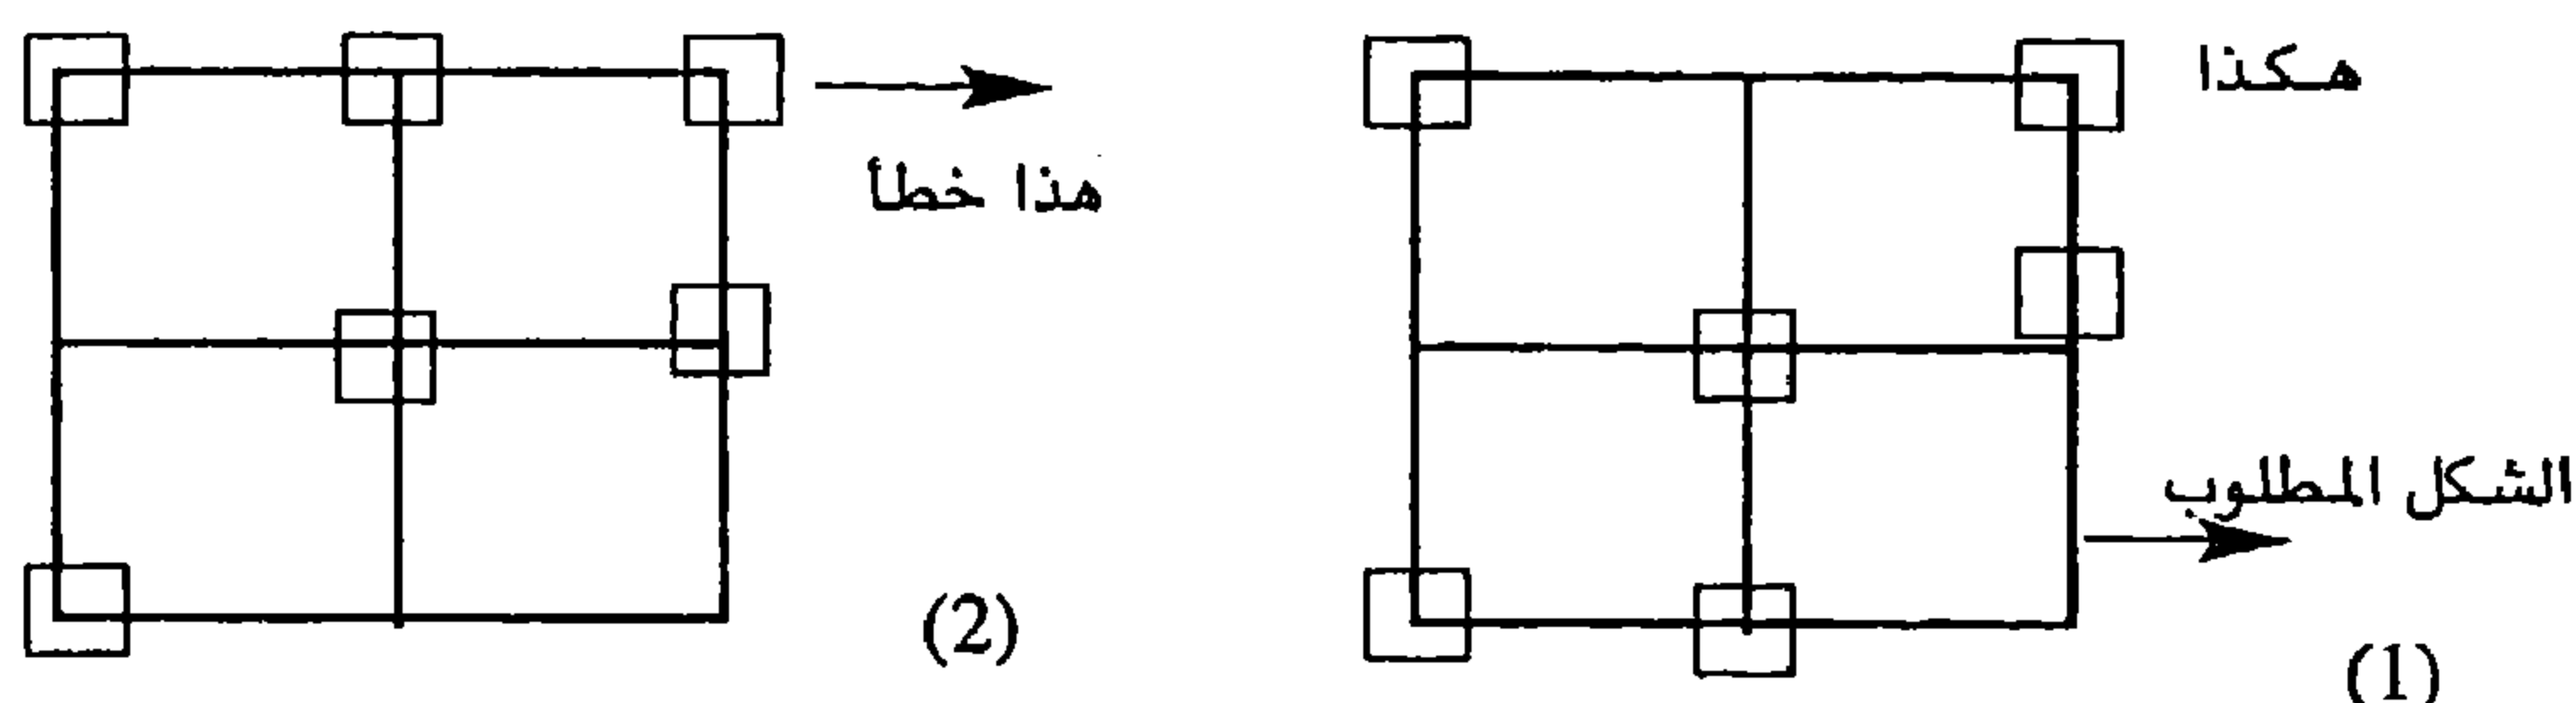 هكذا
هذا خطأ
الشكل المطلوب
(1)
(2)